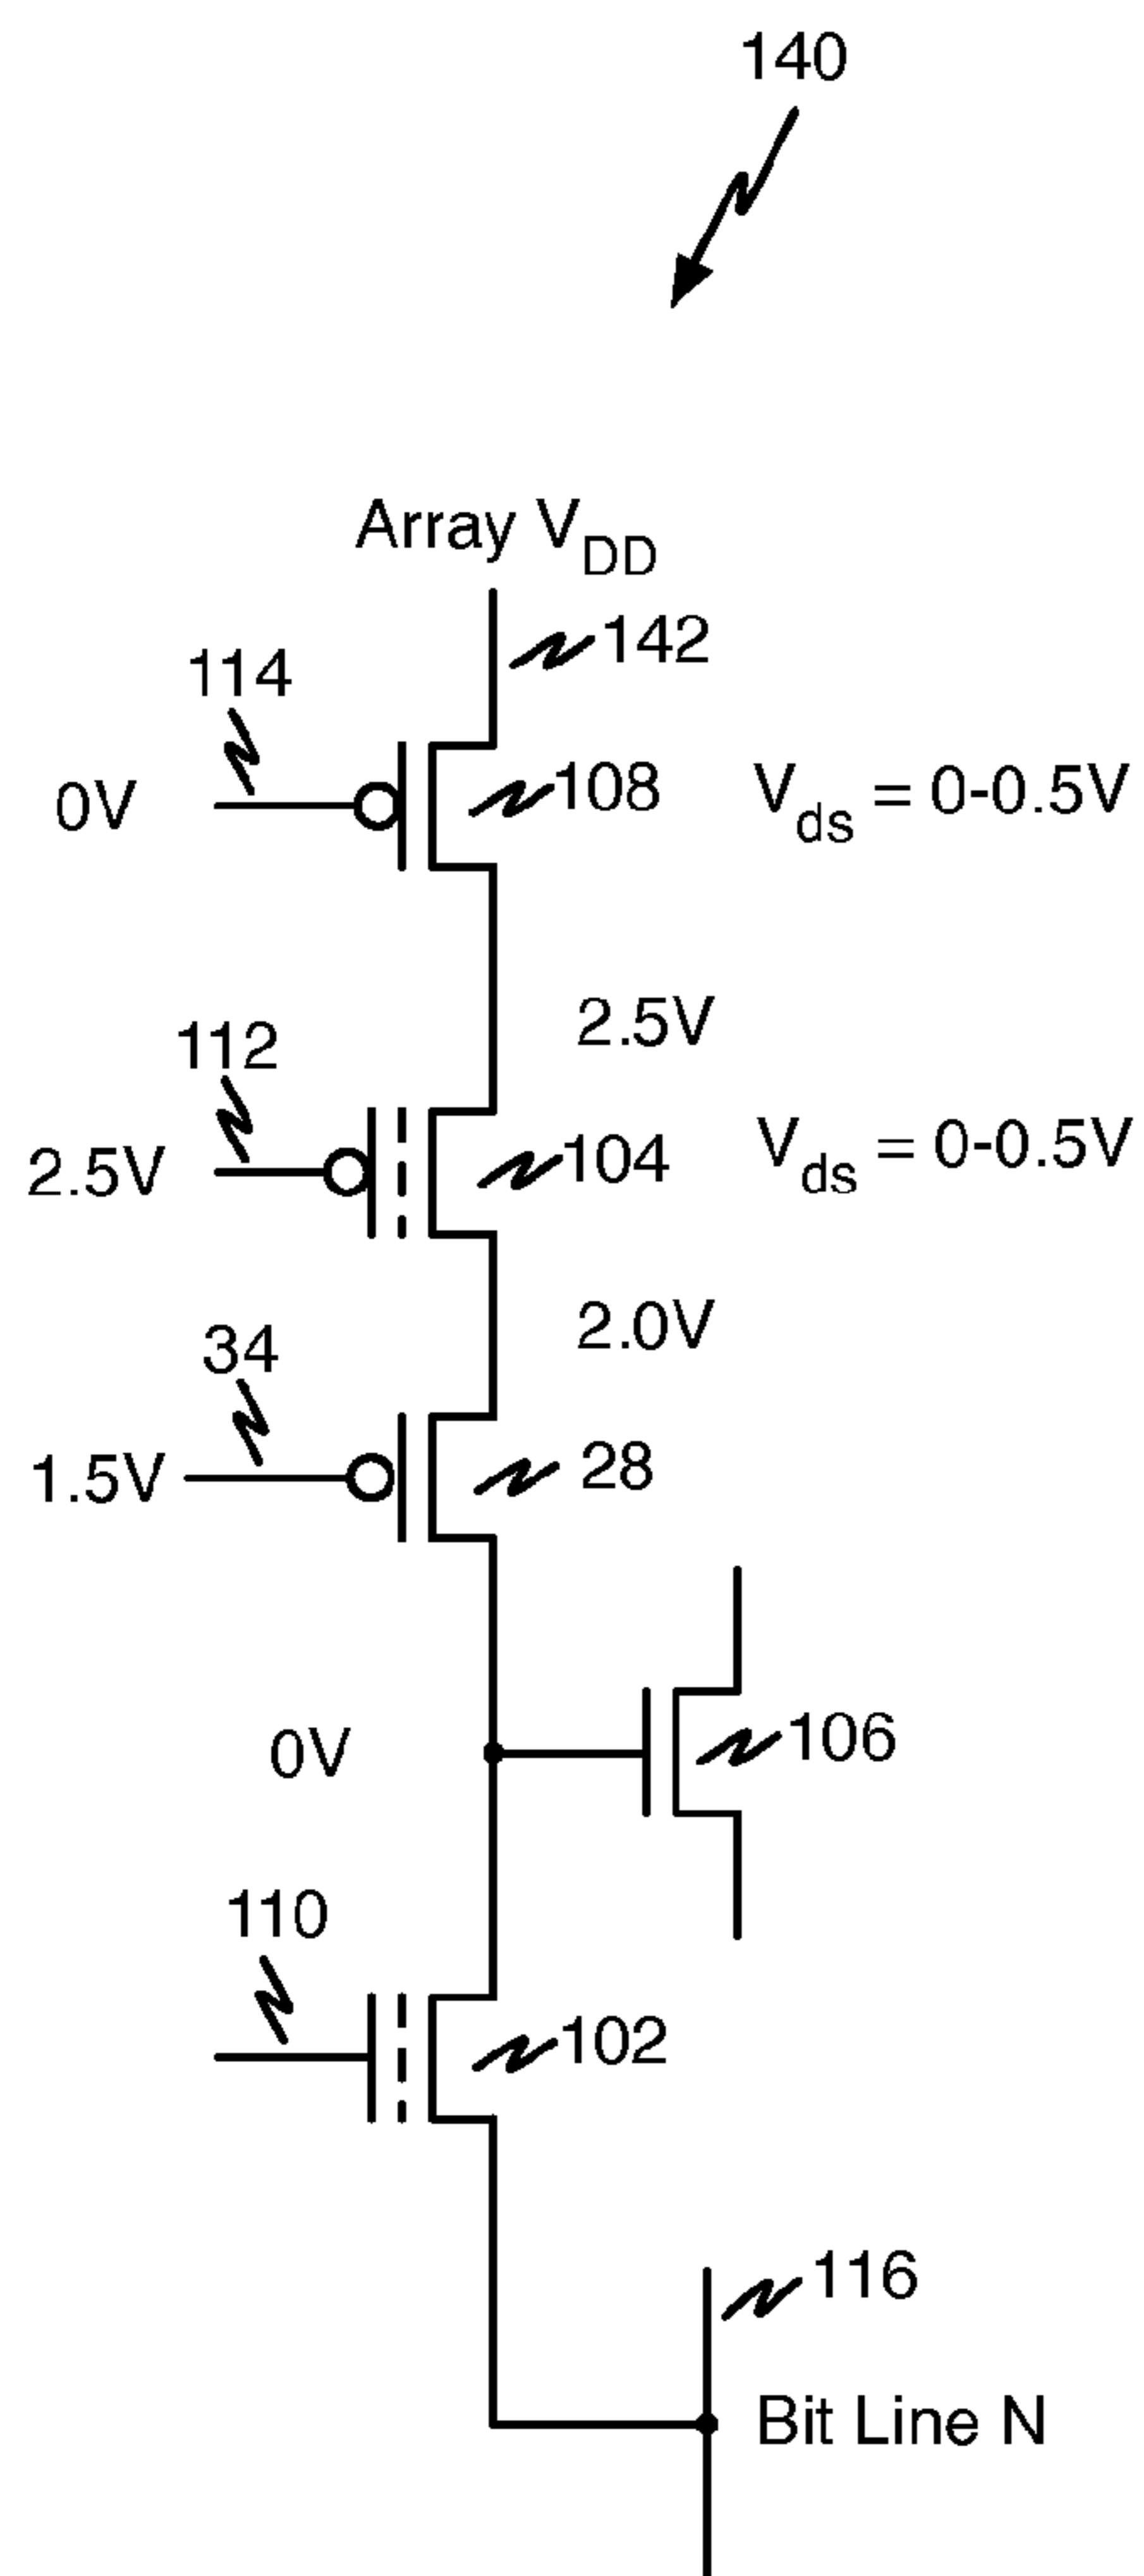 140
Array VDD
142
114
0V
108
Vds = 0-0.5V
2.5V
112
2.5V
104
Vds = 0-0.5V
2.0V
34
1.5V
28
106
0V
110
102
116
Bit Line N